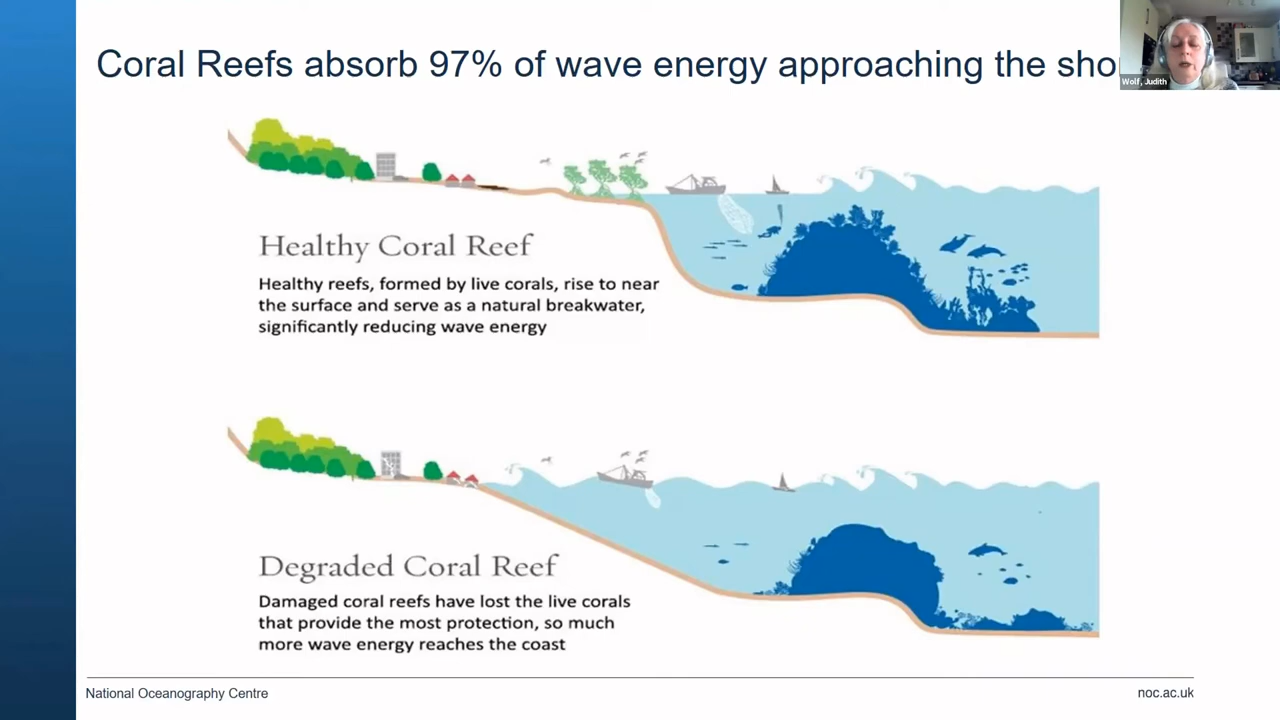 Coral Reefs absorb 97% of wave energy approaching the
Wolf, Judith
Healthy Coral Reef
Healthy reefs, formed by live corals, rise to near
the surface and serve as a natural breakwater,
significantly reducing wave energy
Degraded Coral Reef
Damaged coral reefs have lost the live corals
that provide the most protection, so much
more wave energy reaches the coast
National Oceanography Centre
noc.ac.uk